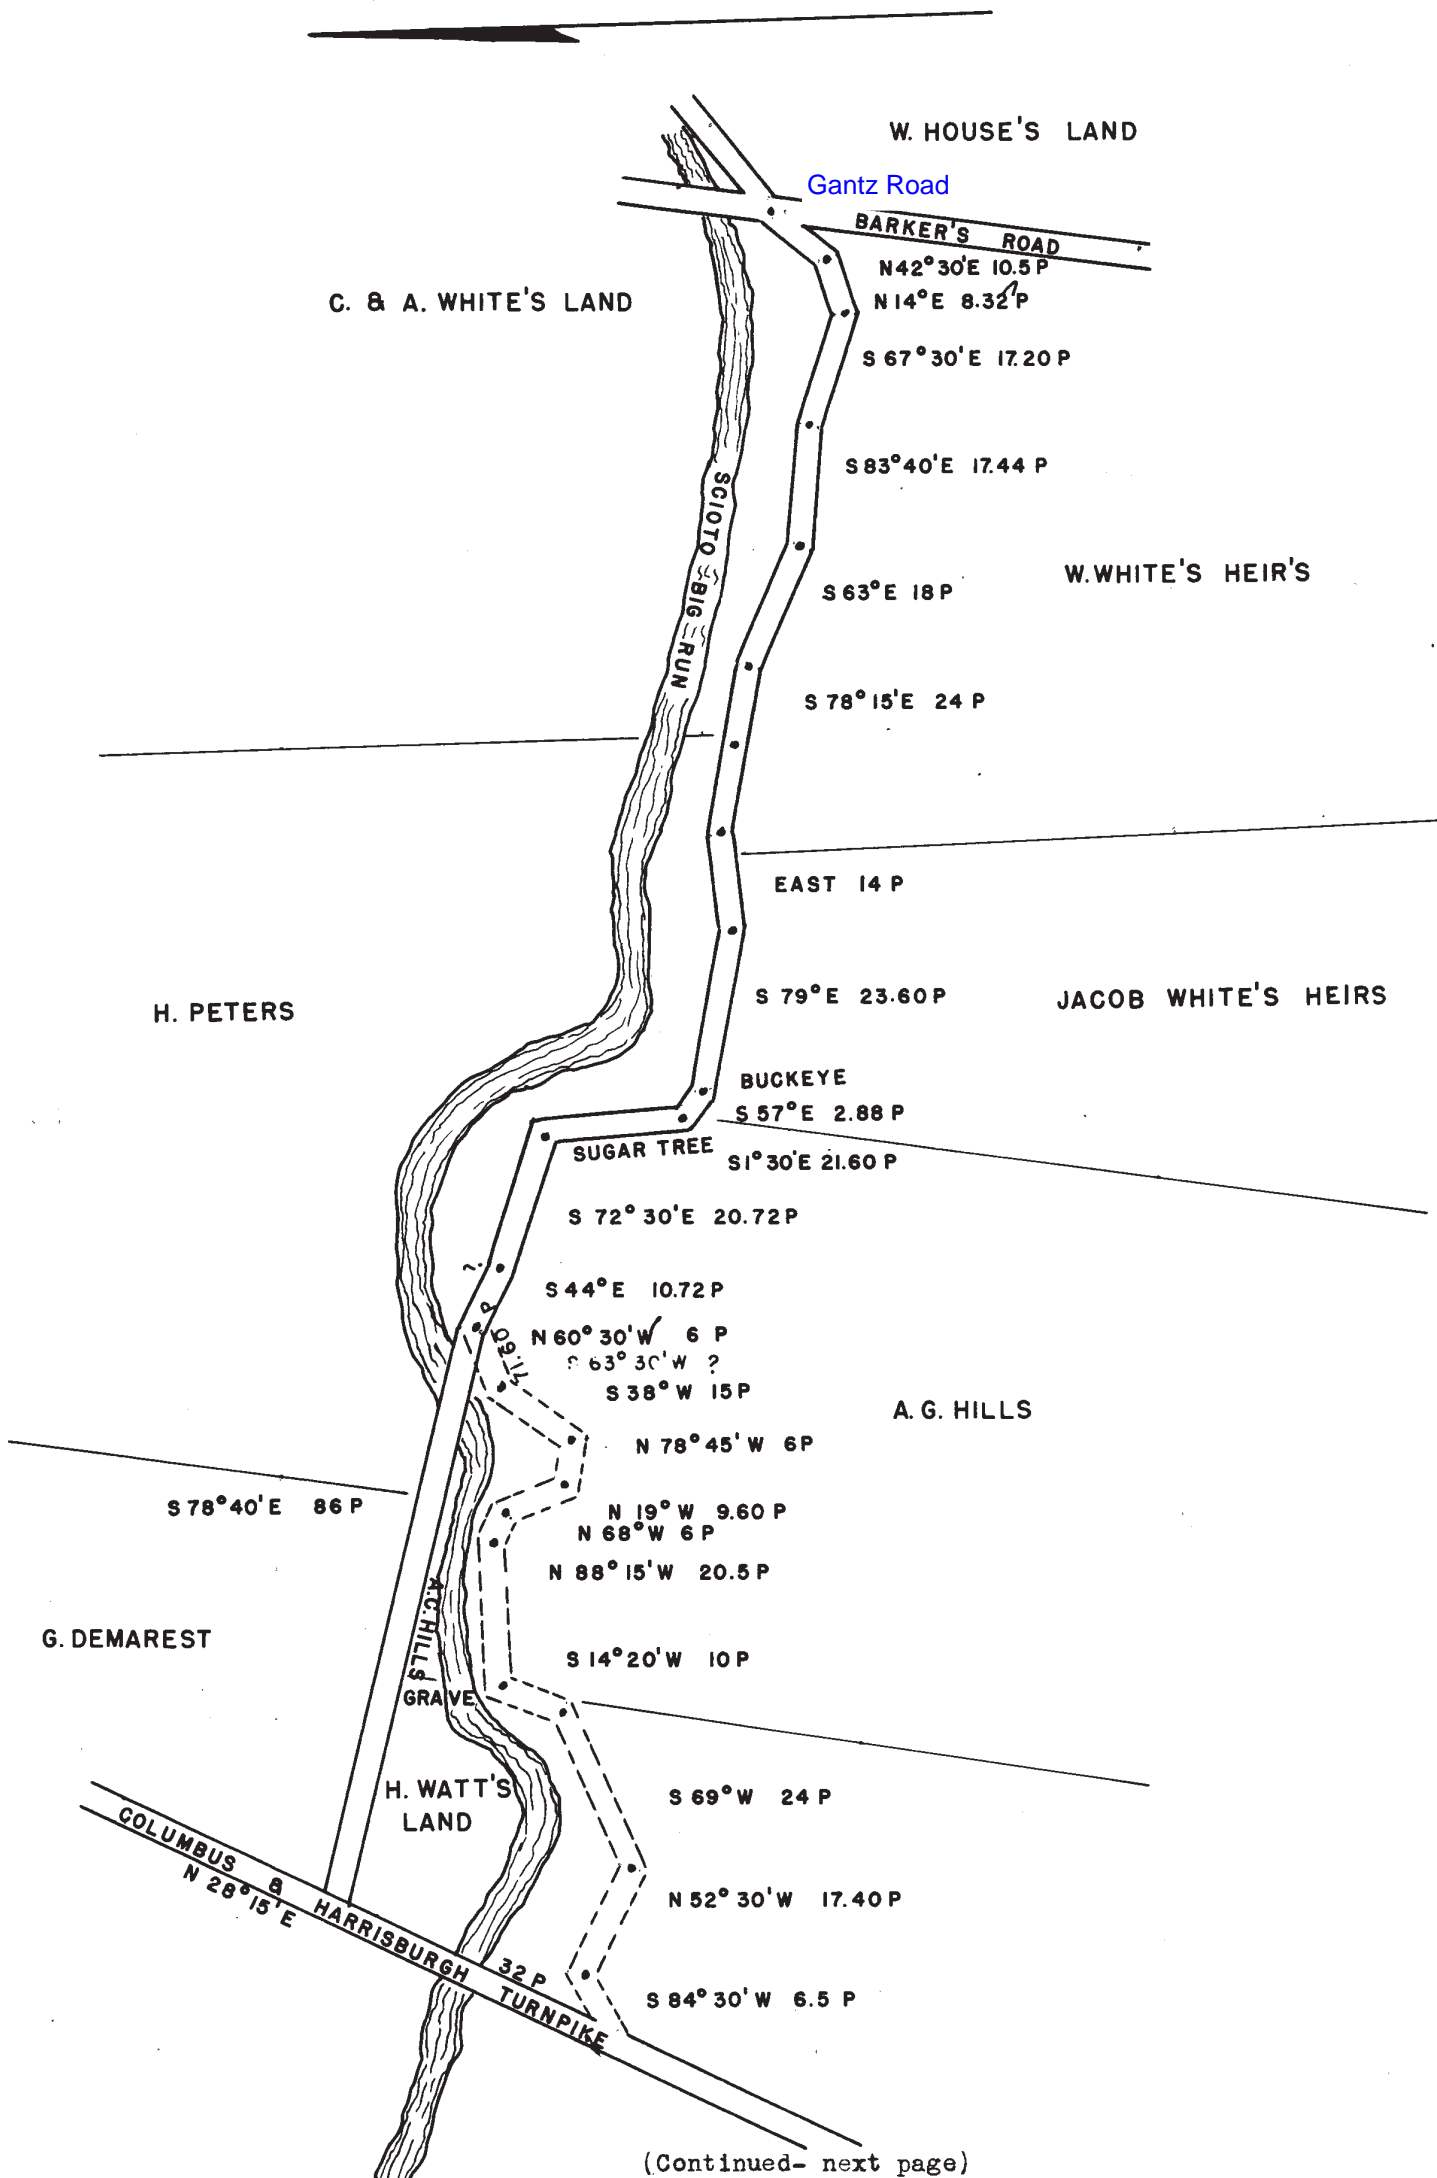 W. HOUSE'S LAND
Gantz Road
BARKER'S ROAD
N42°30'E 10.5 P
C. & A. WHITE'S LAND
N14°E 8.32 P
S 67°30'E 17.20 P
S 83°40'E 17.44 P
SCIOTO BIG RUN
W. WHITE'S HEIR'S
S 63°E 18 P
S 78°15'E 24 P
EAST 14 P
H. PETERS
S 79°E 23.60 P
JACOB WHITE'S HEIRS
BUCKEYE
S 57°E 2.88 P
SUGAR TREE
S1°30'E 21.60 P
S 72°30'E 20.72 P
?
S 44°E 10.72 P
N 60°30'W 6 P
S 63°30'W ?
S 38°W 15 P
A. G. HILLS
N 78°45'W 6 P
S 78°40'E 86 P
N 19°W 9.60 P
N 68°W 6 P
N 88°15'W 20.5 P
G. DEMAREST
A.C. HILLS
S 14°20'W 10 P
GRAVE
H. WATT'S
LAND
S 69°W 24 P
COLUMBUS & HARRISBURGH TURNPIKE
N 28°15'E
32 P
N 52°30'W 17.40 P
S 84°30'W 6.5 P
(Continued- next page)